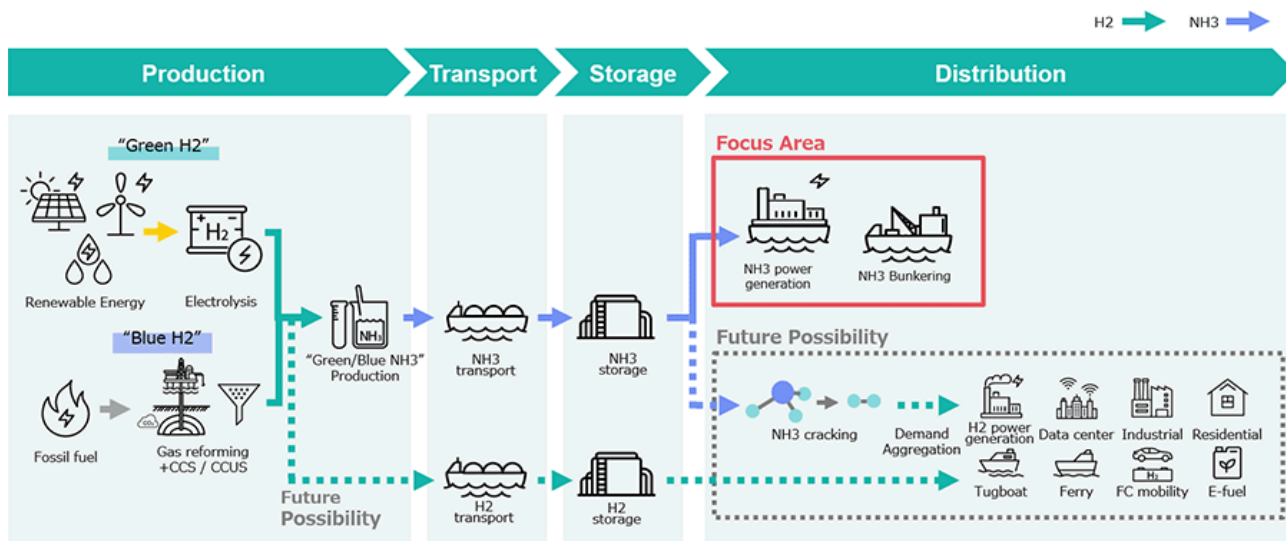 H2
NH3
Production
Transport
Storage
Distribution
“Green H2”
Renewable Energy
H2
Electrolysis
“Blue H2”
Fossil fuel
CO2
Gas reforming
+CCS / CCUS
NH3
“Green/Blue NH3”
Production
Future
Possibility
NH3
transport
H2
transport
NH3
storage
H2
storage
Focus Area
NH3 power
generation
NH3 Bunkering
Future Possibility
NH3 cracking
Demand
Aggregation
H2 power
generation
Data center
Industrial
Residential
Tugboat
Ferry
H2
FC mobility
E-fuel